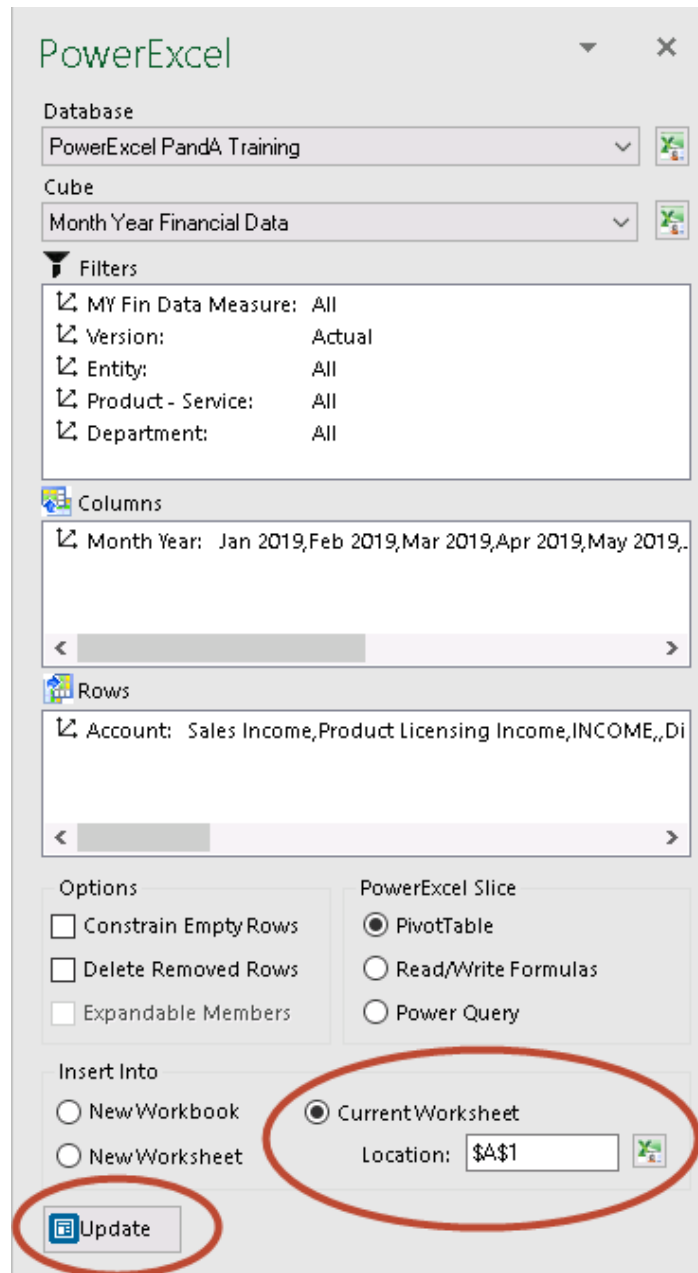 PowerExcel
Database
PowerExcel PandA Training
Cube
Month Year Financial Data
Filters
MY Fin Data Measure: All
Version: Actual
Entity: All
Product - Service: All
Department: All
Columns
Month Year: Jan 2019,Feb 2019,Mar 2019,Apr 2019,May 2019,.
Rows
Account: Sales Income,Product Licensing Income,INCOME,,Di
Options
Constrain Empty Rows
Delete Removed Rows
Expandable Members
PowerExcel Slice
PivotTable
Read/Write Formulas
Power Query
Insert Into
New Workbook
New Worksheet
Current Worksheet
Location: $A$1
Update